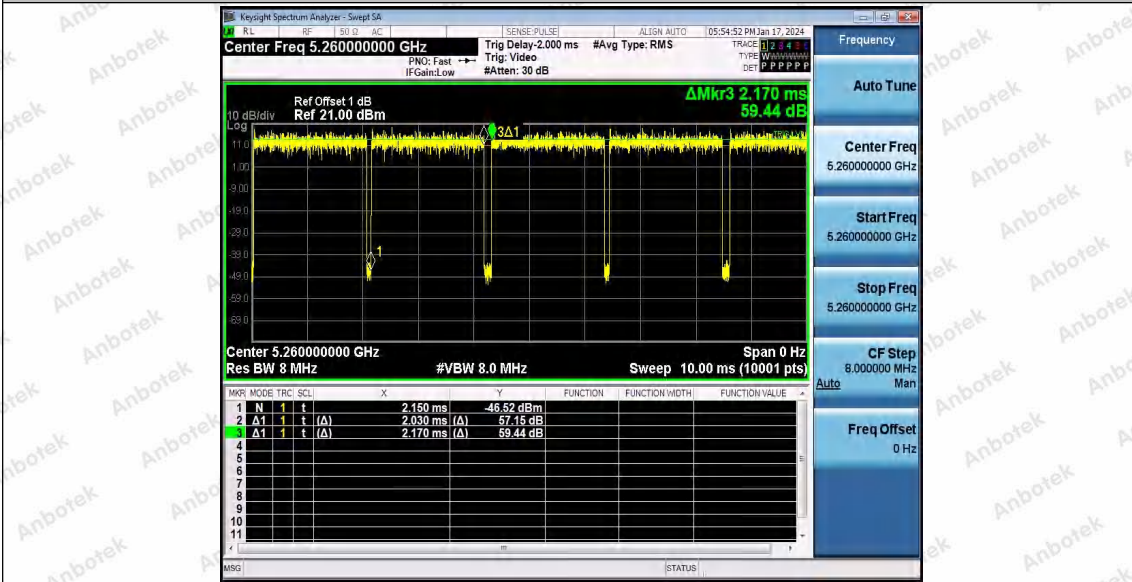 Keysight Spectrum Analyzer - Swept SA
RL RF 50 Ω AC SENSE:PULSE ALIGN AUTO 05:54:52 PM Jan 17, 2024
Center Freq 5.260000000 GHz
PNO: Fast
IFGain:Low
Trig Delay-2.000 ms
Trig: Video
#Atten: 30 dB
#Avg Type: RMS
TRACE 1 2 3 4 5 6
TYPE
DET P P P P P P
Frequency
Auto Tune
Center Freq
5.260000000 GHz
Start Freq
5.260000000 GHz
Stop Freq
5.260000000 GHz
CF Step
8.000000 MHz
Auto Man
Freq Offset
0 Hz
ΔMkr3 2.170 ms
59.44 dB
Ref Offset 1 dB
10 dB/div Ref 21.00 dBm
Log
11.0
1.00
-9.00
-19.0
-29.0
-39.0
-49.0
-59.0
-69.0
3Δ1
1
Center 5.260000000 GHz Span 0 Hz
Res BW 8 MHz #VBW 8.0 MHz Sweep 10.00 ms (10001 pts)
MKR MODE TRC SCL X Y FUNCTION FUNCTION WIDTH FUNCTION VALUE
1 N 1 t 2.150 ms -46.52 dBm
2 Δ1 1 t (Δ) 2.030 ms (Δ) 57.15 dB
3 Δ1 1 t (Δ) 2.170 ms (Δ) 59.44 dB
4
5
6
7
8
9
10
11
MSG STATUS
Anbotek